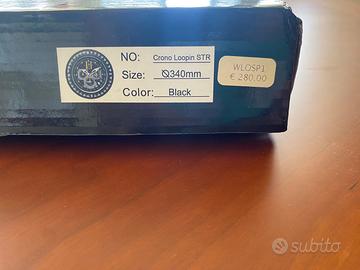 NO: Crono Loopin STR
Size: Ø340mm
Color: Black
WLOSP1
€ 280,00
subito